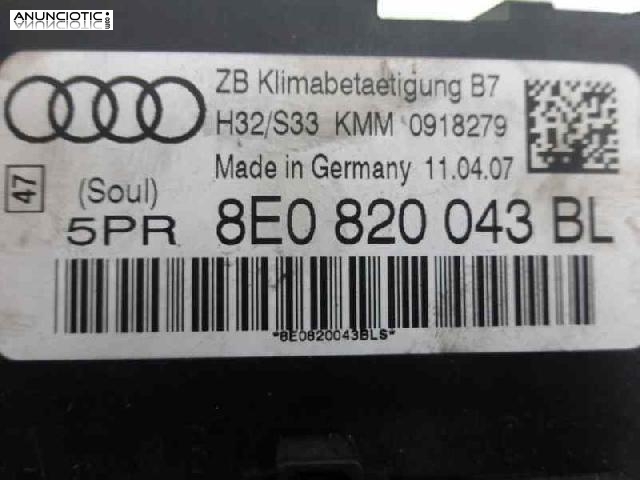 ANUNCIOTIC.com
ZB Klimabetaetigung B7
H32/S33 KMM 0918279
Made in Germany 11.04.07
47
(Soul)
5PR 8E0 820 043 BL
*8E0820043BLS*